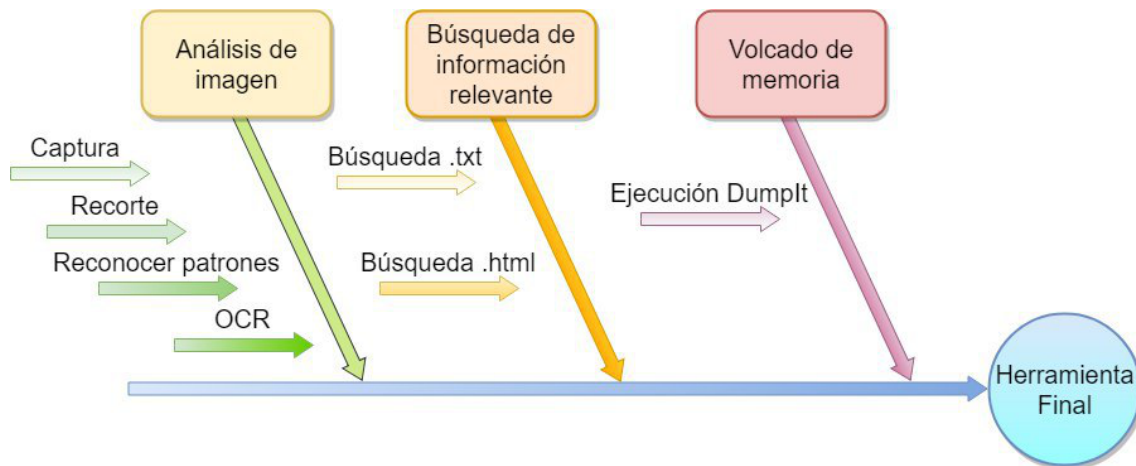 Análisis de
imagen
Búsqueda de
información
relevante
Volcado de
memoria
Captura
Recorte
Reconocer patrones
OCR
Búsqueda .txt
Búsqueda .html
Ejecución DumpIt
Herramienta
Final